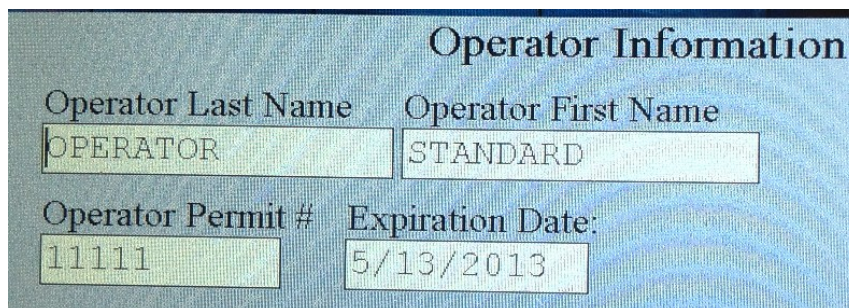 Operator Information
Operator Last Name Operator First Name
OPERATOR STANDARD
Operator Permit # Expiration Date:
11111 5/13/2013